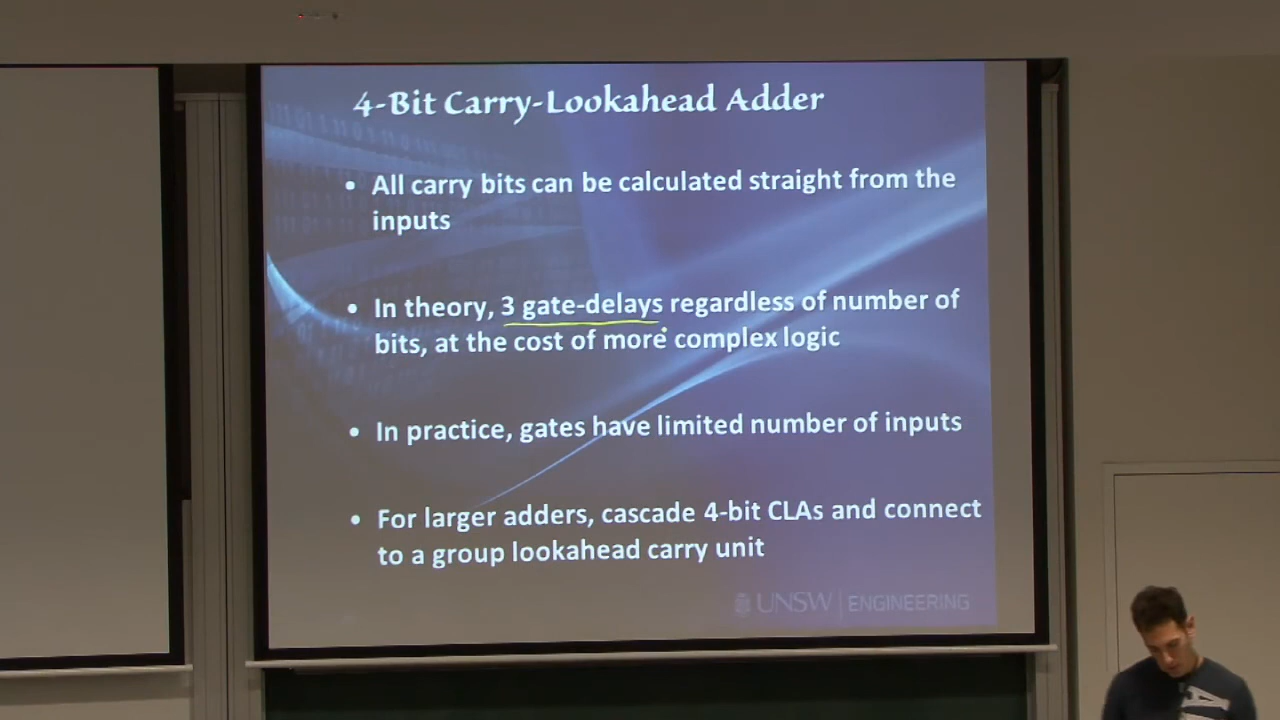 4-Bit Carry-Lookahead Adder
• All carry bits can be calculated straight from the
inputs
• In theory, 3 gate-delays regardless of number of
bits, at the cost of more complex logic
• In practice, gates have limited number of inputs
• For larger adders, cascade 4-bit CLAs and connect
to a group lookahead carry unit
UNSW ENGINEERING